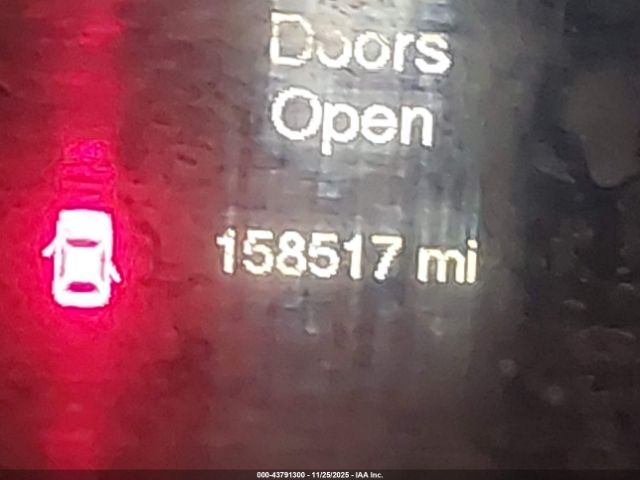 Doors
Open
158517 mi
000-43791300 - 11/25/2025 - IAA Inc.